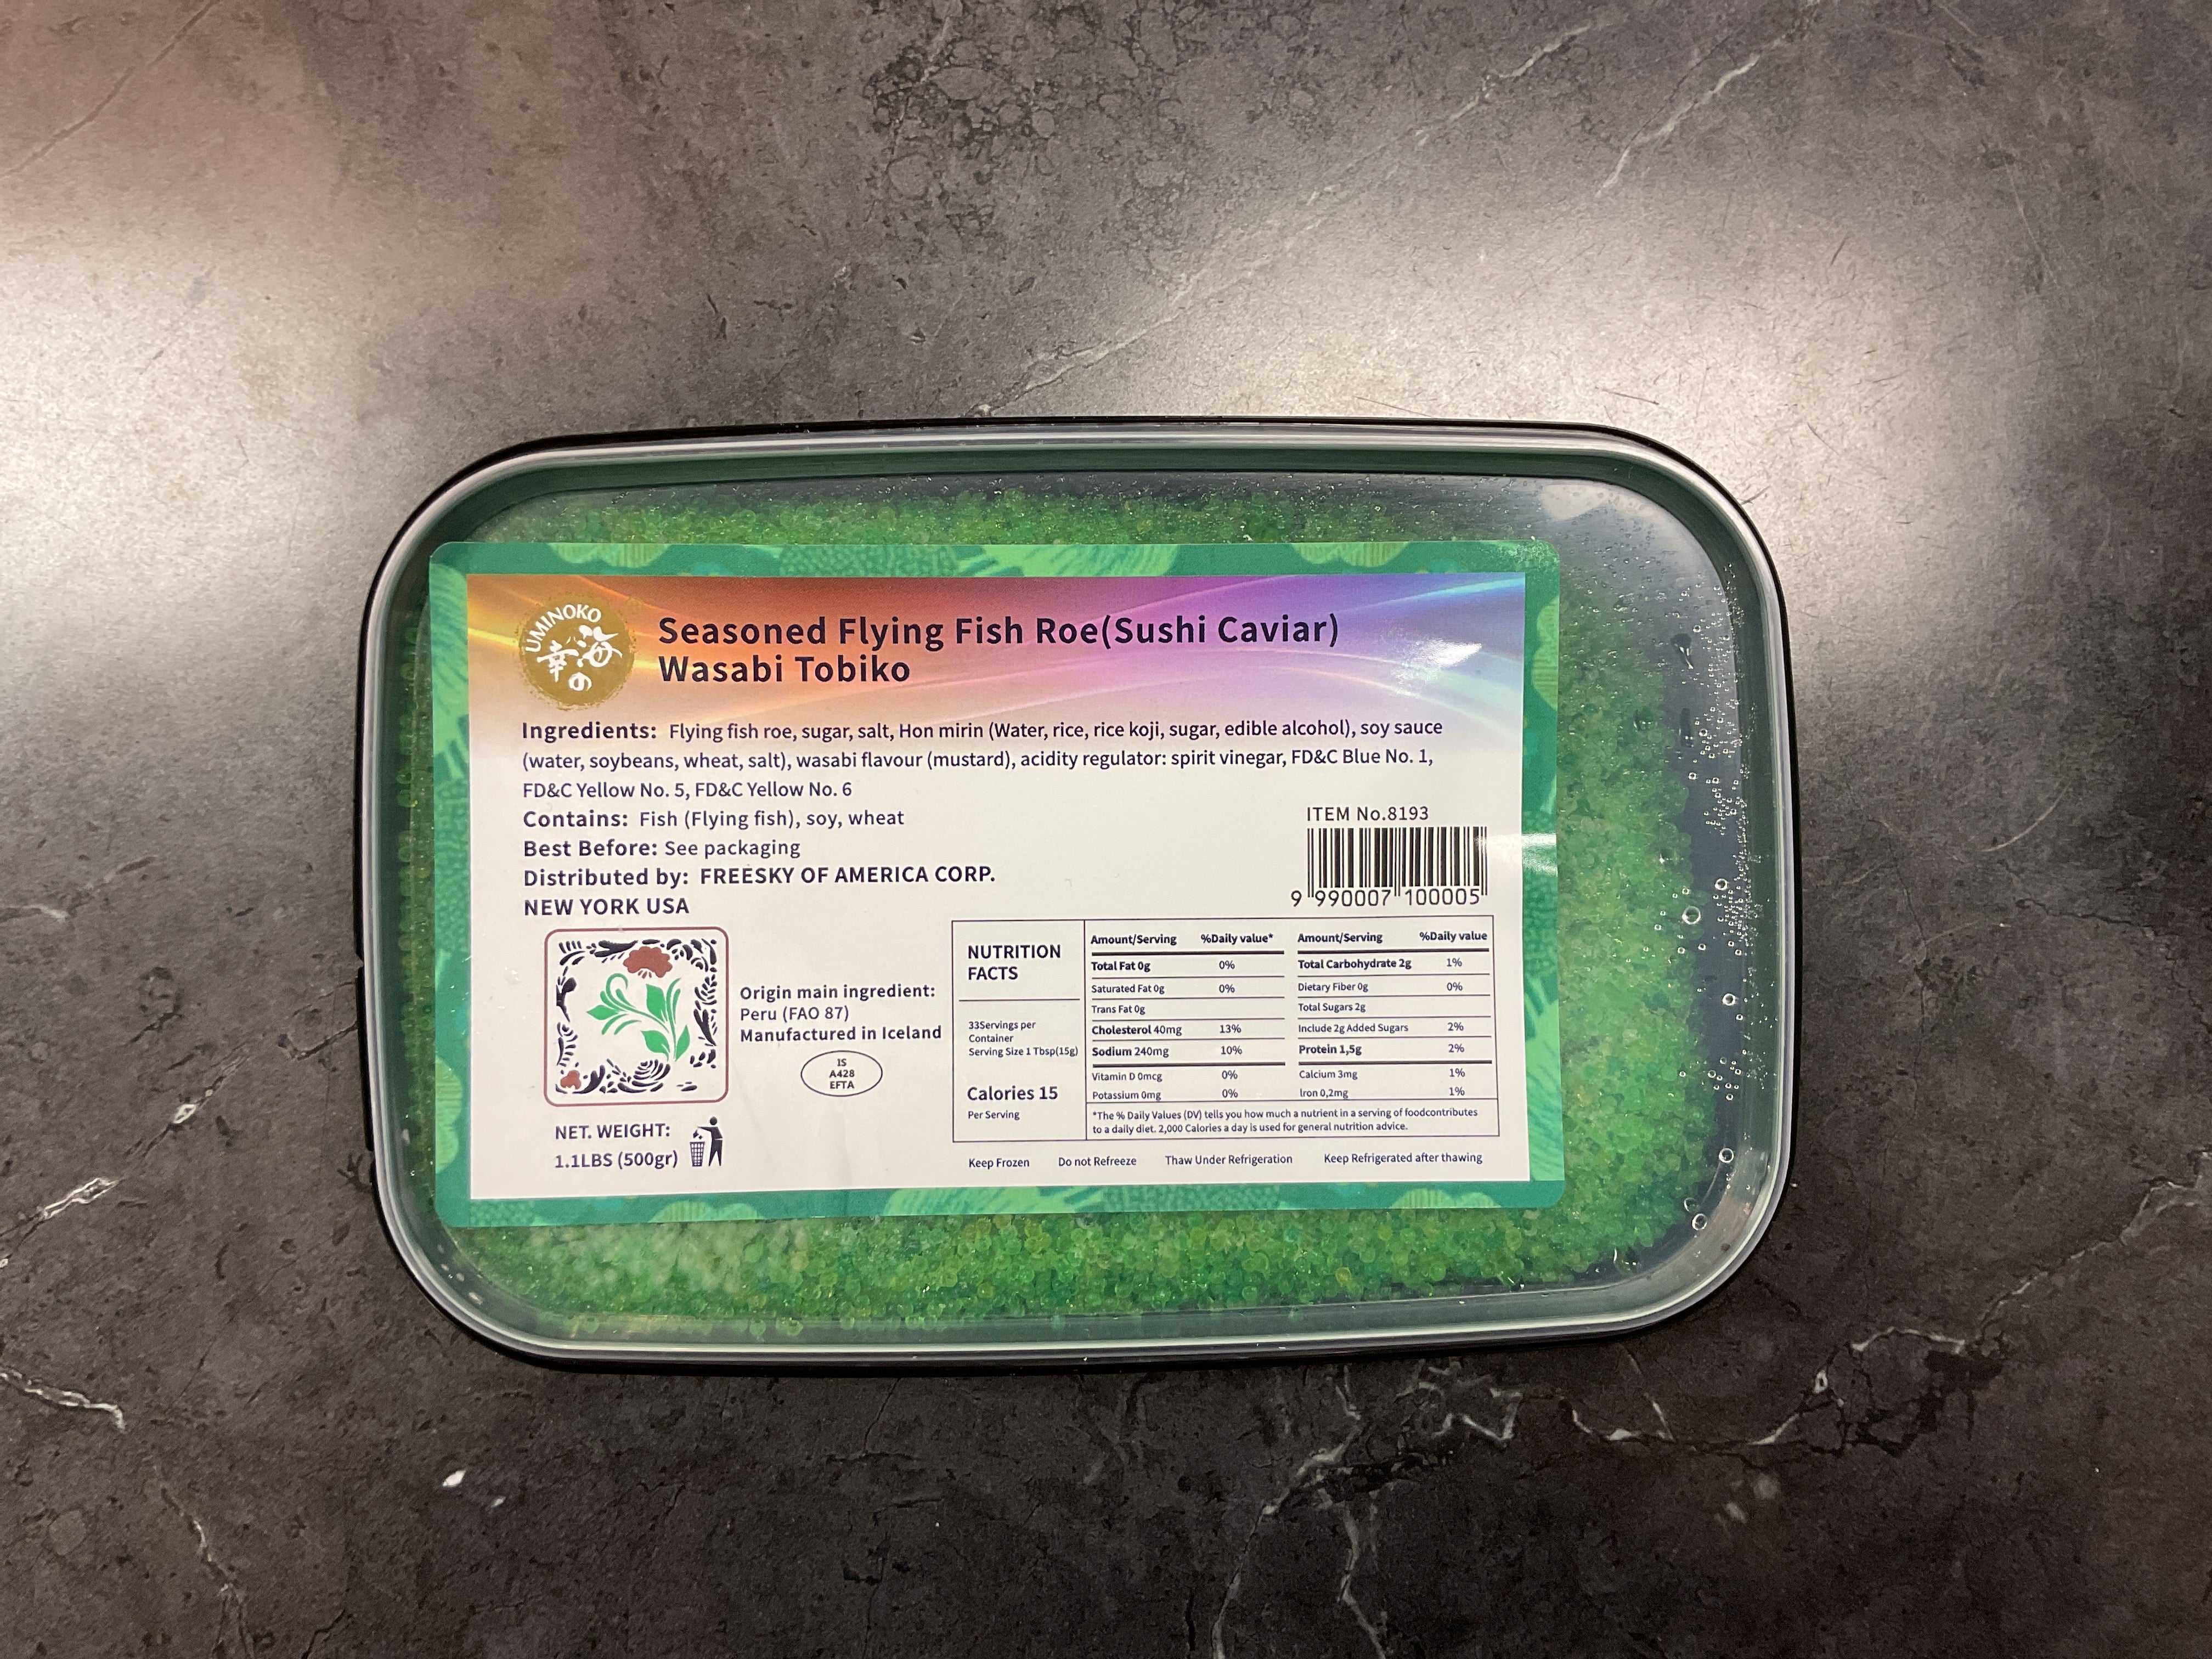 UMINOKO
海
幸の
Seasoned Flying Fish Roe(Sushi Caviar)
Wasabi Tobiko
Ingredients: Flying fish roe, sugar, salt, Hon mirin (Water, rice, rice koji, sugar, edible alcohol), soy sauce
(water, soybeans, wheat, salt), wasabi flavour (mustard), acidity regulator: spirit vinegar, FD&C Blue No. 1,
FD&C Yellow No. 5, FD&C Yellow No. 6
Contains: Fish (Flying fish), soy, wheat
Best Before: See packaging
Distributed by: FREESKY OF AMERICA CORP.
NEW YORK USA
ITEM No.8193
9 990007 100005
Origin main ingredient:
Peru (FAO 87)
Manufactured in Iceland
IS
A428
EFTA
NET. WEIGHT:
1.1LBS (500gr)
NUTRITION
FACTS
33Servings per
Container
Serving Size 1 Tbsp(15g)
Calories 15
Per Serving
Amount/Serving %Daily value*
Total Fat 0g 0%
Saturated Fat 0g 0%
Trans Fat 0g
Cholesterol 40mg 13%
Sodium 240mg 10%
Vitamin D 0mcg 0%
Potassium 0mg 0%
Amount/Serving %Daily value
Total Carbohydrate 2g 1%
Dietary Fiber 0g 0%
Total Sugars 2g
Include 2g Added Sugars 2%
Protein 1,5g 2%
Calcium 3mg 1%
Iron 0,2mg 1%
*The % Daily Values (DV) tells you how much a nutrient in a serving of foodcontributes
to a daily diet. 2,000 Calories a day is used for general nutrition advice.
Keep Frozen Do not Refreeze Thaw Under Refrigeration Keep Refrigerated after thawing